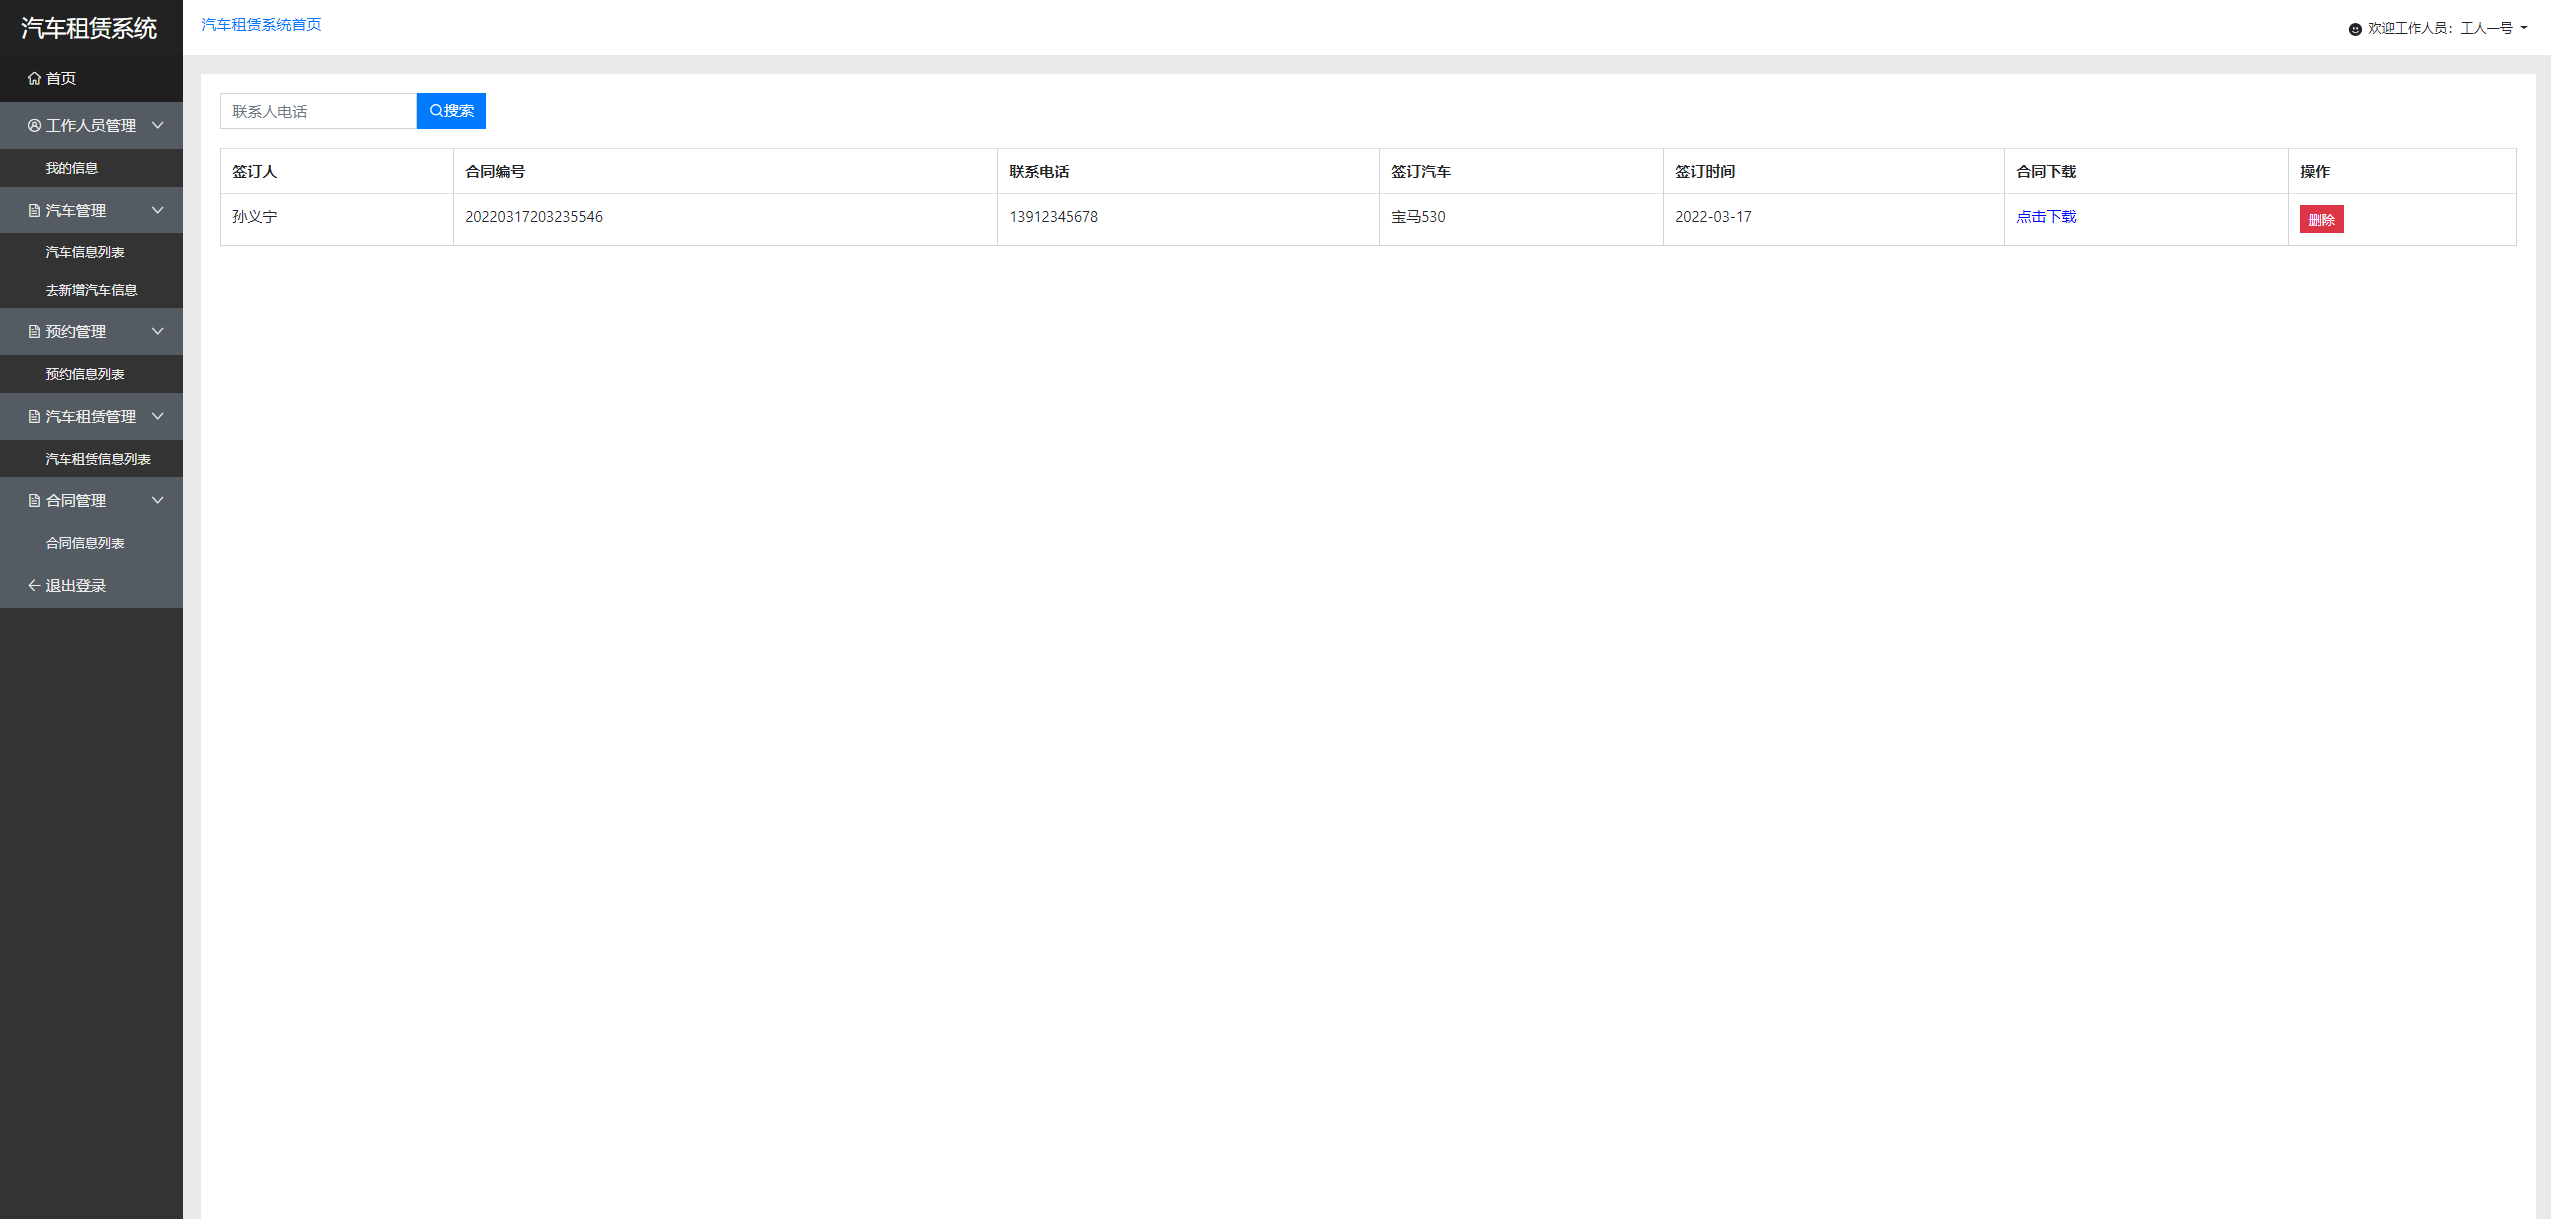 汽车租赁系统
首页
工作人员管理
我的信息
汽车管理
汽车信息列表
去新增汽车信息
预约管理
预约信息列表
汽车租赁管理
汽车租赁信息列表
合同管理
合同信息列表
退出登录
汽车租赁系统首页
欢迎工作人员：工人一号
联系人电话 搜索
签订人 合同编号 联系电话 签订汽车 签订时间 合同下载 操作
孙义宁 20220317203235546 13912345678 宝马530 2022-03-17 点击下载 删除